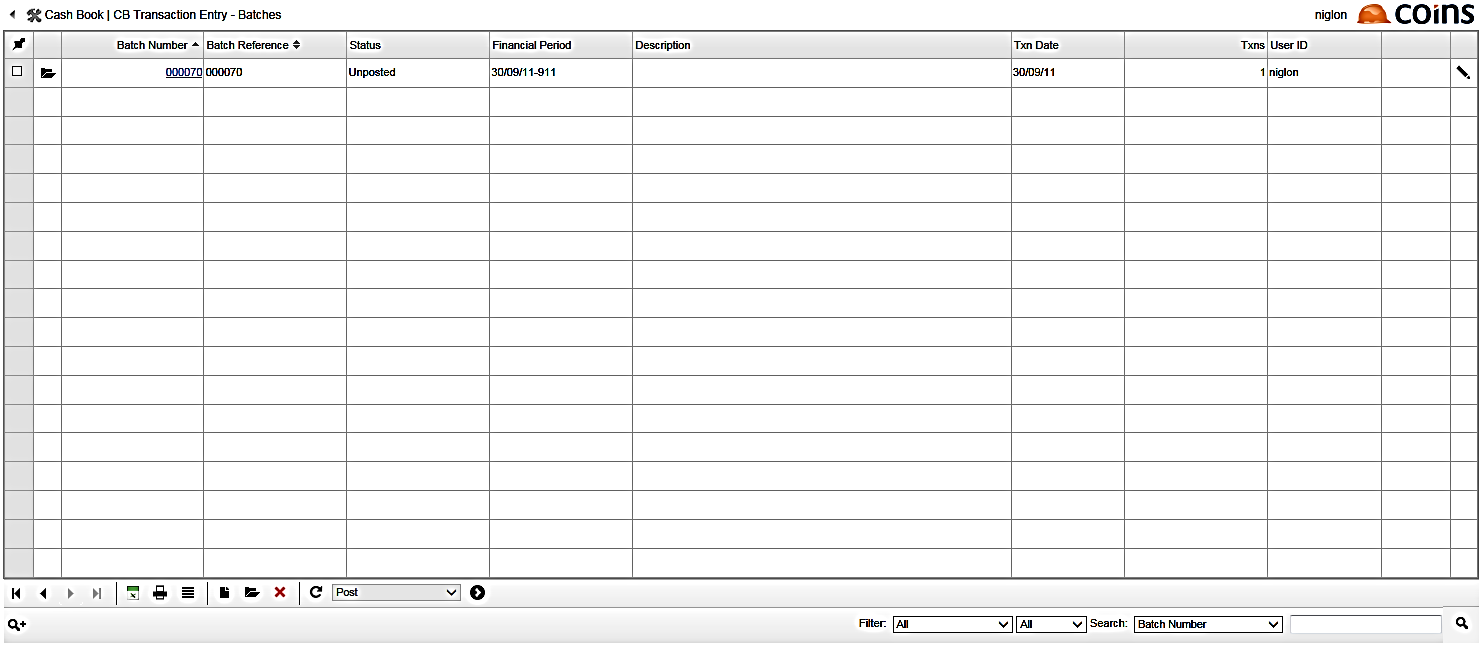 Cash Book | CB Transaction Entry - Batches niglon coins
Batch Number Batch Reference Status Financial Period Description Txn Date Txns User ID
000070 000070 Unposted 30/09/11-911 30/09/11 1 niglon
Post
Filter: All All Search: Batch Number